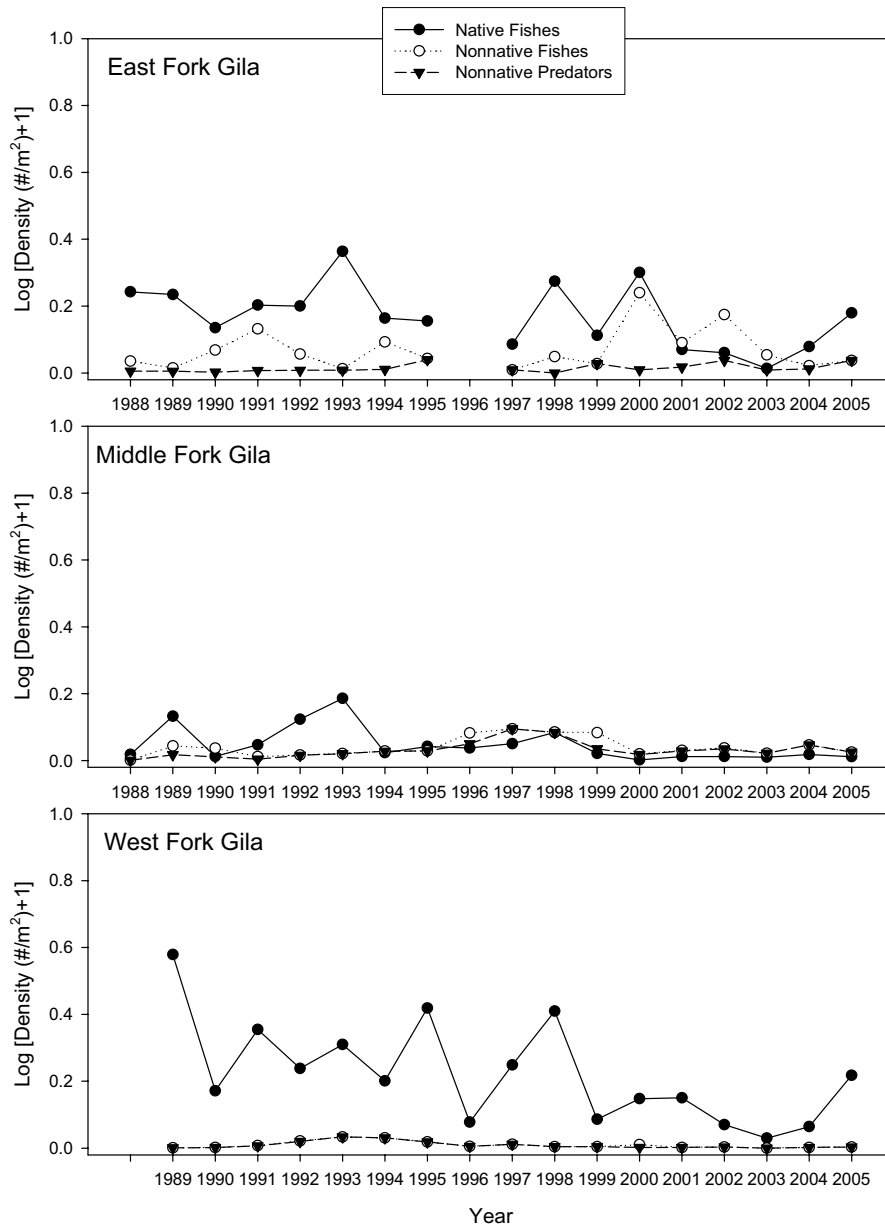 Native Fishes
Nonnative Fishes
Nonnative Predators
East Fork Gila
Log [Density (#/m²)+1]
1.0
0.8
0.6
0.4
0.2
0.0
1988 1989 1990 1991 1992 1993 1994 1995 1996 1997 1998 1999 2000 2001 2002 2003 2004 2005
Middle Fork Gila
Log [Density (#/m²)+1]
1.0
0.8
0.6
0.4
0.2
0.0
1988 1989 1990 1991 1992 1993 1994 1995 1996 1997 1998 1999 2000 2001 2002 2003 2004 2005
West Fork Gila
Log [Density (#/m²)+1]
1.0
0.8
0.6
0.4
0.2
0.0
1989 1990 1991 1992 1993 1994 1995 1996 1997 1998 1999 2000 2001 2002 2003 2004 2005
Year